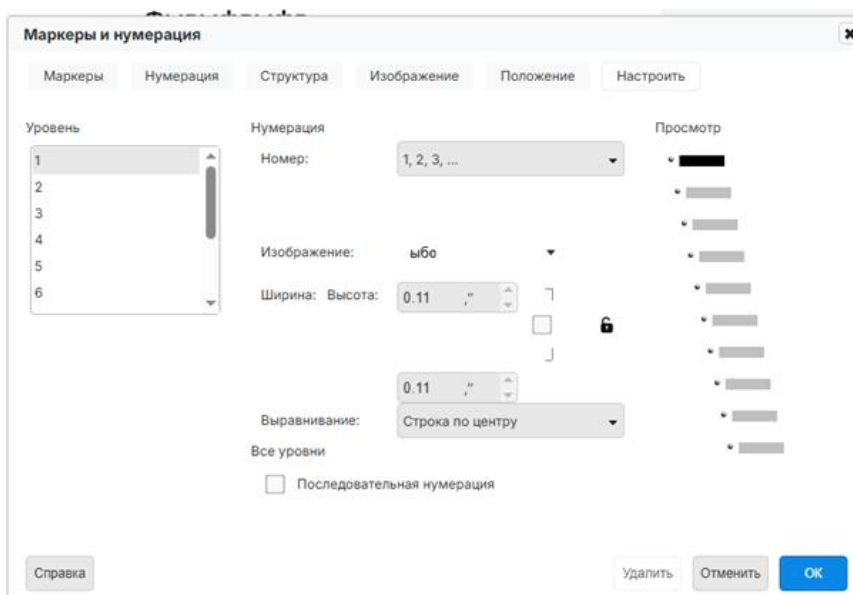 Маркеры и нумерация
Маркеры Нумерация Структура Изображение Положение Настроить
Уровень
1
2
3
4
5
6
Нумерация
Номер: 1, 2, 3, ...
Изображение: ыбо
Ширина: Высота: 0.11 ,”
0.11 ,”
Выравнивание: Строка по центру
Все уровни
Последовательная нумерация
Просмотр
Справка Удалить Отменить ОК